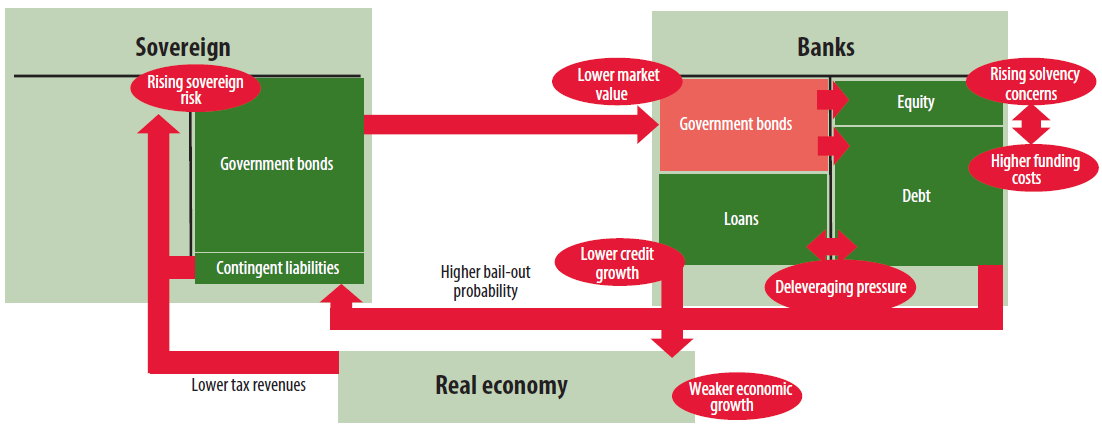 Sovereign
Rising sovereign
risk
Government bonds
Contingent liabilities
Banks
Lower market
value
Government bonds
Loans
Equity
Debt
Rising solvency
concerns
Higher funding
costs
Lower credit
growth
Deleveraging pressure
Higher bail-out
probability
Lower tax revenues
Real economy
Weaker economic
growth